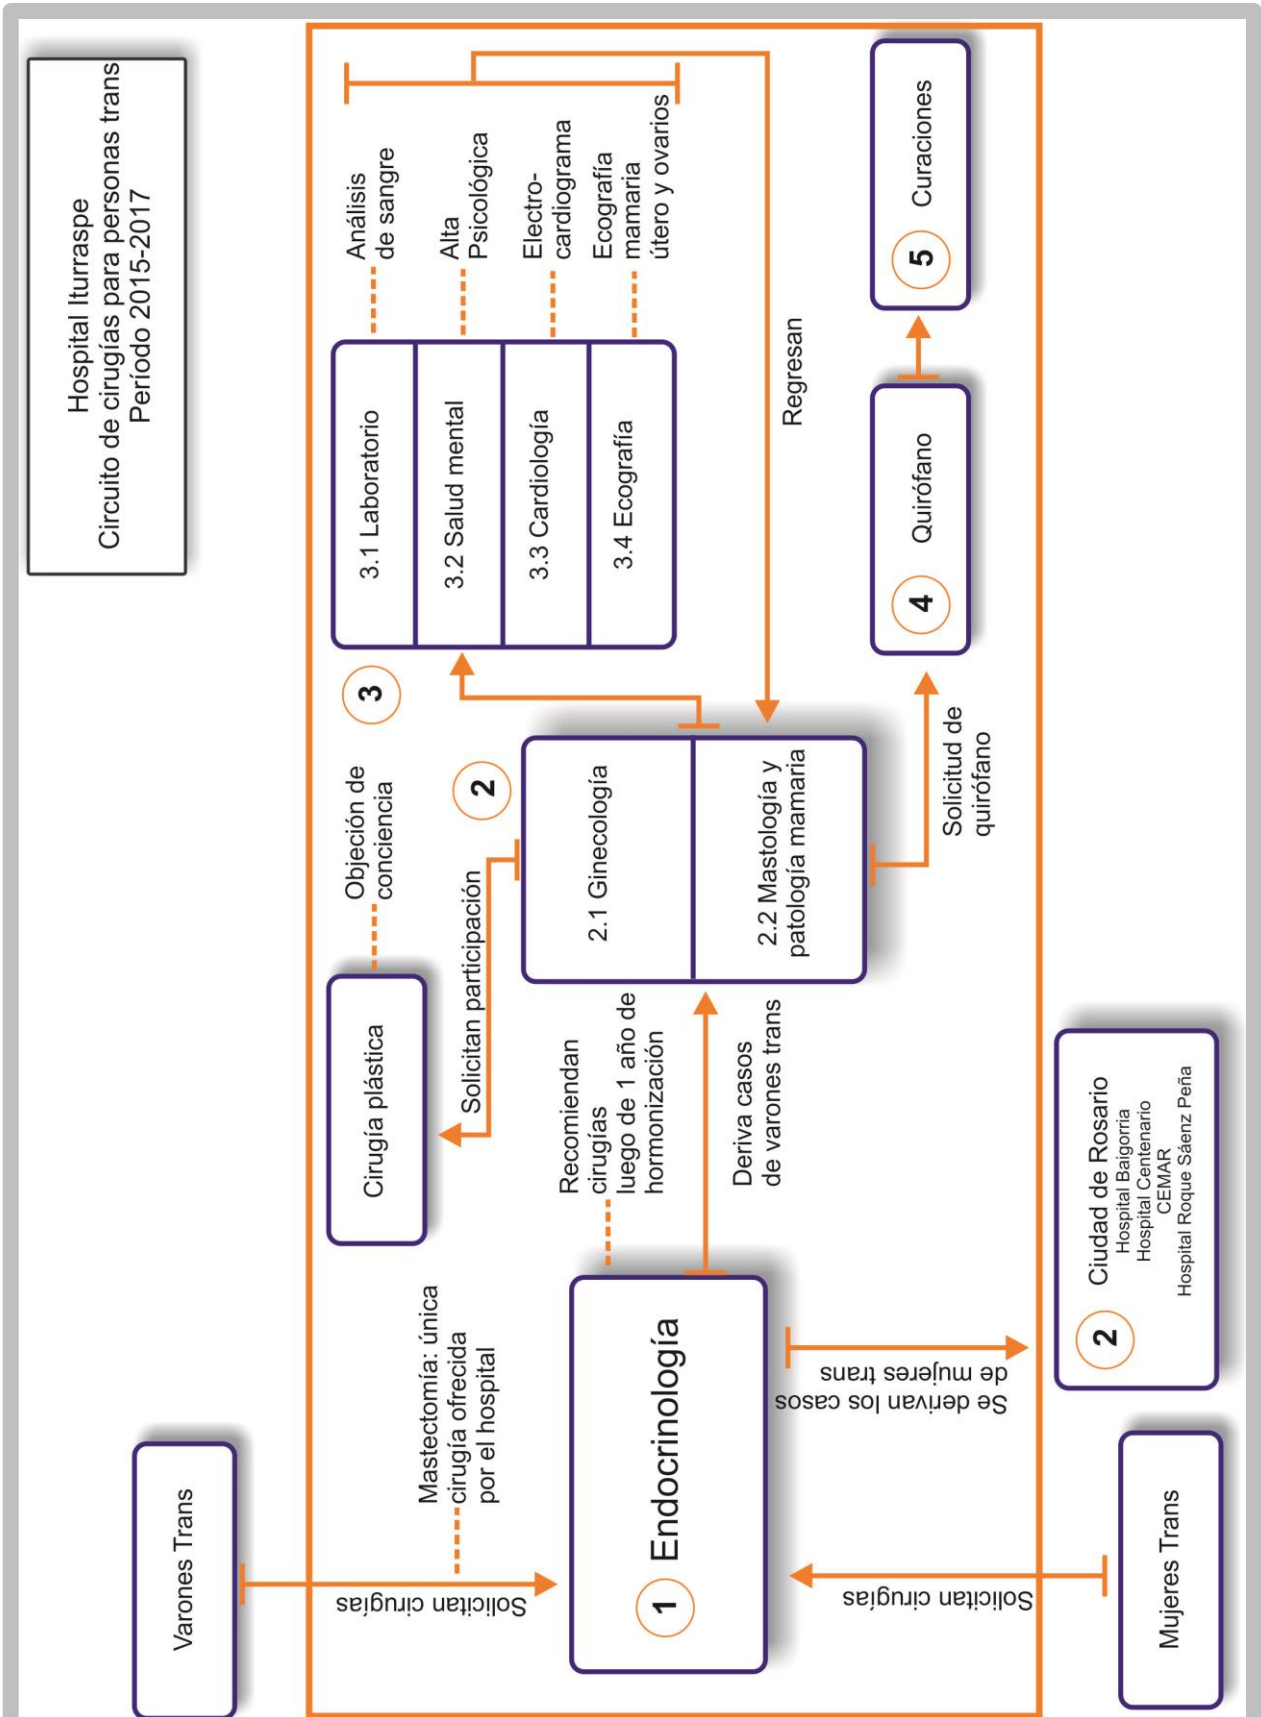 Hospital Iturraspe
Circuito de cirugías para personas trans
Período 2015-2017
Varones Trans
Solicitan cirugías
Mastectomía: única
cirugía ofrecida
por el hospital
1
Endocrinología
Recomiendan
cirugías
luego de 1 año de
hormonización
Solicitan cirugías
Mujeres Trans
Se derivan los casos
de mujeres trans
2
Ciudad de Rosario
Hospital Baigorria
Hospital Centenario
CEMAR
Hospital Roque Sáenz Peña
Deriva casos
de varones trans
Cirugía plástica
Objeción de
conciencia
Solicitan participación
2
2.1 Ginecología
2.2 Mastología y
patología mamaria
3
3.1 Laboratorio
Análisis
de sangre
3.2 Salud mental
Alta
Psicológica
3.3 Cardiología
Electro-
cardiograma
3.4 Ecografía
Ecografía
mamaria
útero y ovarios
Regresan
Solicitud de
quirófano
4
Quirófano
5
Curaciones